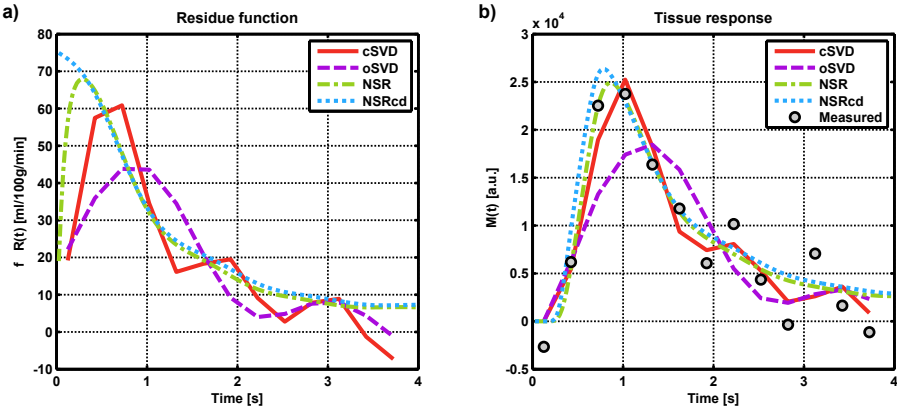 a)
Residue function
f R(t) [ml/100g/min]
80
70
60
50
40
30
20
10
0
-10
0 1 2 3 4
Time [s]
cSVD
oSVD
NSR
NSRcd
b)
Tissue response
x 10^4
M(t) [a.u.]
3
2.5
2
1.5
1
0.5
0
-0.5
0 1 2 3 4
Time [s]
cSVD
oSVD
NSR
NSRcd
Measured